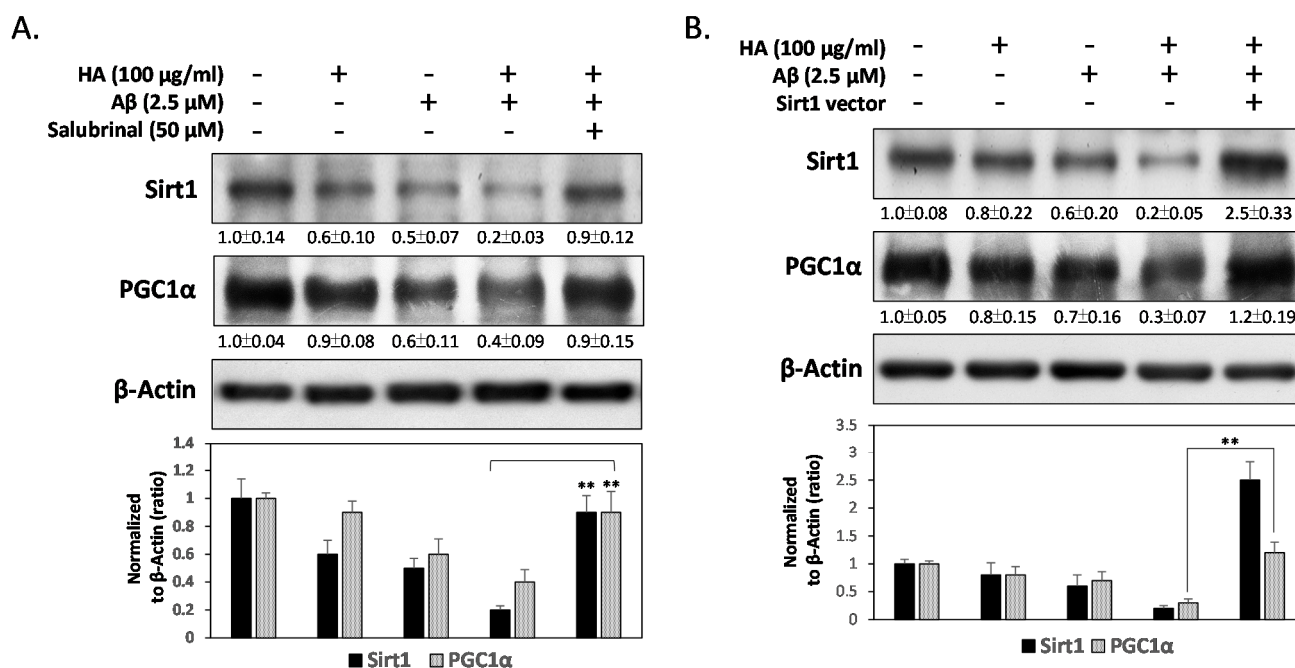 A.
HA (100 µg/ml) - + - + +
Aβ (2.5 µM) - - + + +
Salubrinal (50 µM) - - - - +
Sirt1
1.0±0.14 0.6±0.10 0.5±0.07 0.2±0.03 0.9±0.12
PGC1α
1.0±0.04 0.9±0.08 0.6±0.11 0.4±0.09 0.9±0.15
β-Actin
Normalized
to β-Actin (ratio)
1.4
1.2
1
0.8
0.6
0.4
0.2
0
** **
Sirt1 PGC1α
B.
HA (100 µg/ml) - + - + +
Aβ (2.5 µM) - - + + +
Sirt1 vector - - - - +
Sirt1
1.0±0.08 0.8±0.22 0.6±0.20 0.2±0.05 2.5±0.33
PGC1α
1.0±0.05 0.8±0.15 0.7±0.16 0.3±0.07 1.2±0.19
β-Actin
Normalized
to β-Actin (ratio)
3.5
3
2.5
2
1.5
1
0.5
0
**
Sirt1 PGC1α